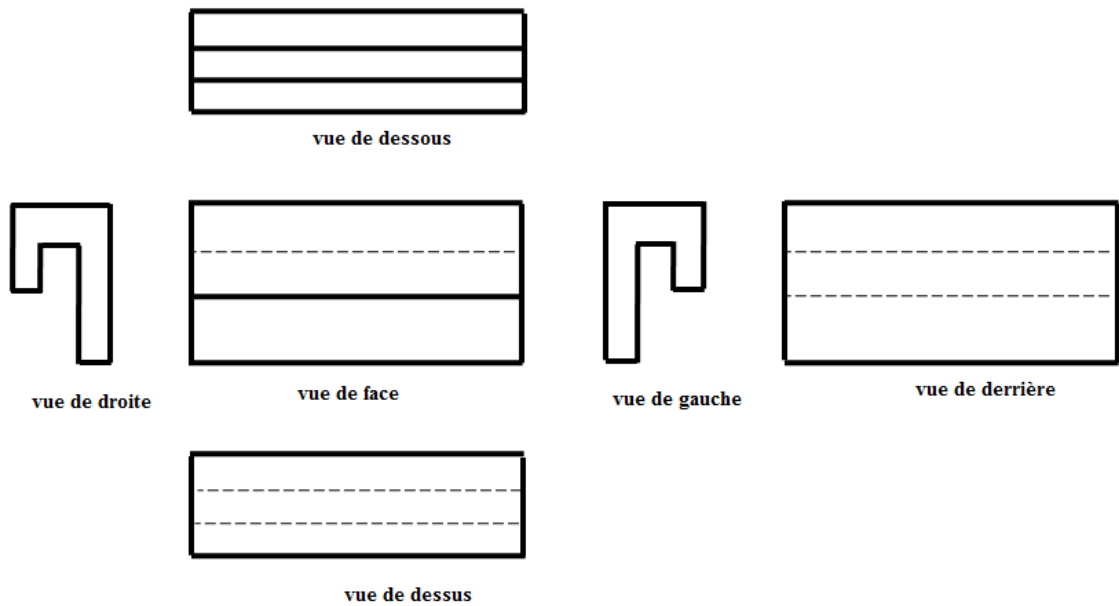 vue de dessous
vue de droite
vue de face
vue de gauche
vue de derrière
vue de dessus